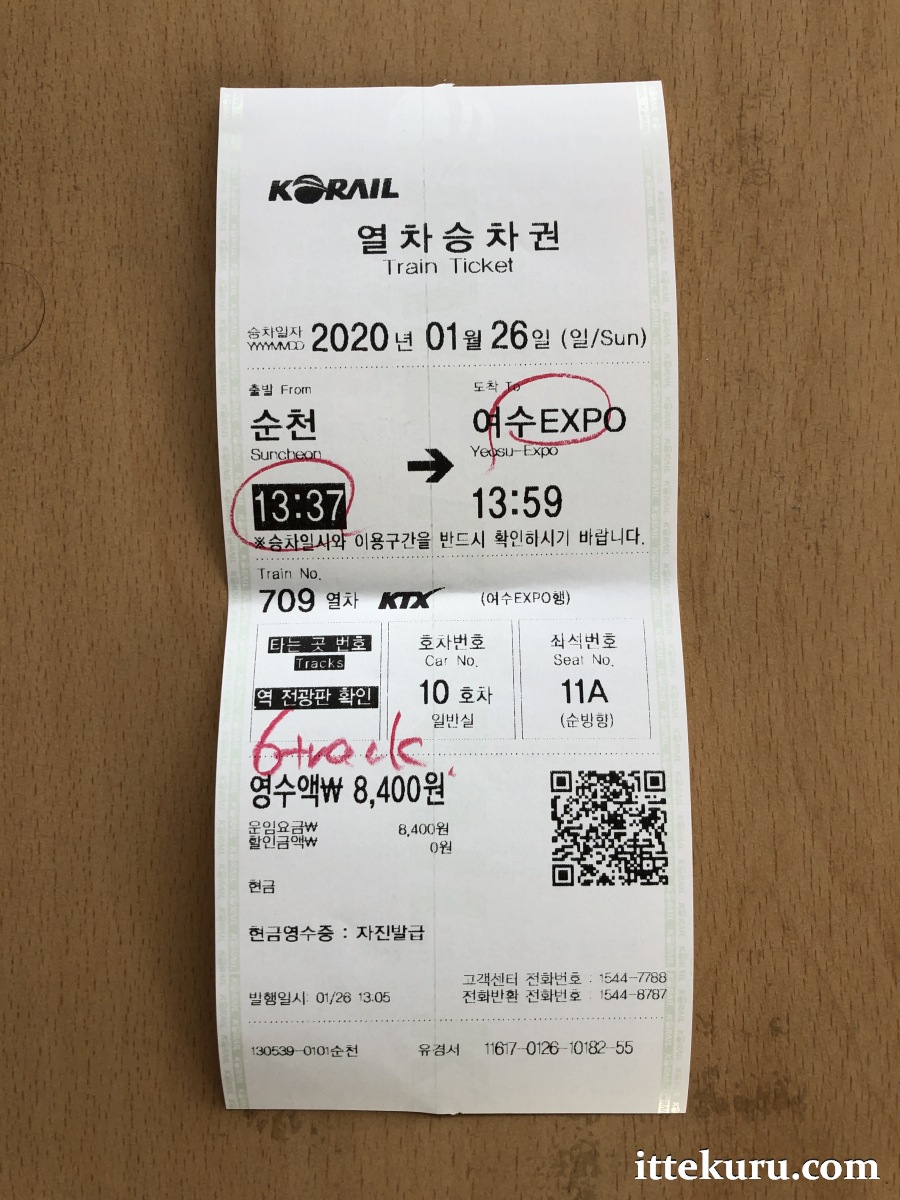 KORAIL
열차승차권
Train Ticket
승차일자
YYYYMMDD
2020년 01월 26일 (일/Sun)
출발 From
도착 To
순천
여수EXPO
Suncheon
Yeosu-Expo
13:37
13:59
※승차일시와 이용구간을 반드시 확인하시기 바랍니다.
Train No.
709 열차 KTX (여수EXPO행)
타는 곳 번호
호차번호
좌석번호
Tracks
Car No.
Seat No.
역 전광판 확인
10 호차
11A
일반실
(순방향)
6track
영수액₩ 8,400원
운임요금₩ 8,400원
할인금액₩ 0원
현금
현금영수증 : 자진발급
고객센터 전화번호 : 1544-7788
발행일시: 01/26 13:05
전화반환 전화번호 : 1544-8787
130539-0101순천 유경서 11617-0126-10182-55
ittekuru.com